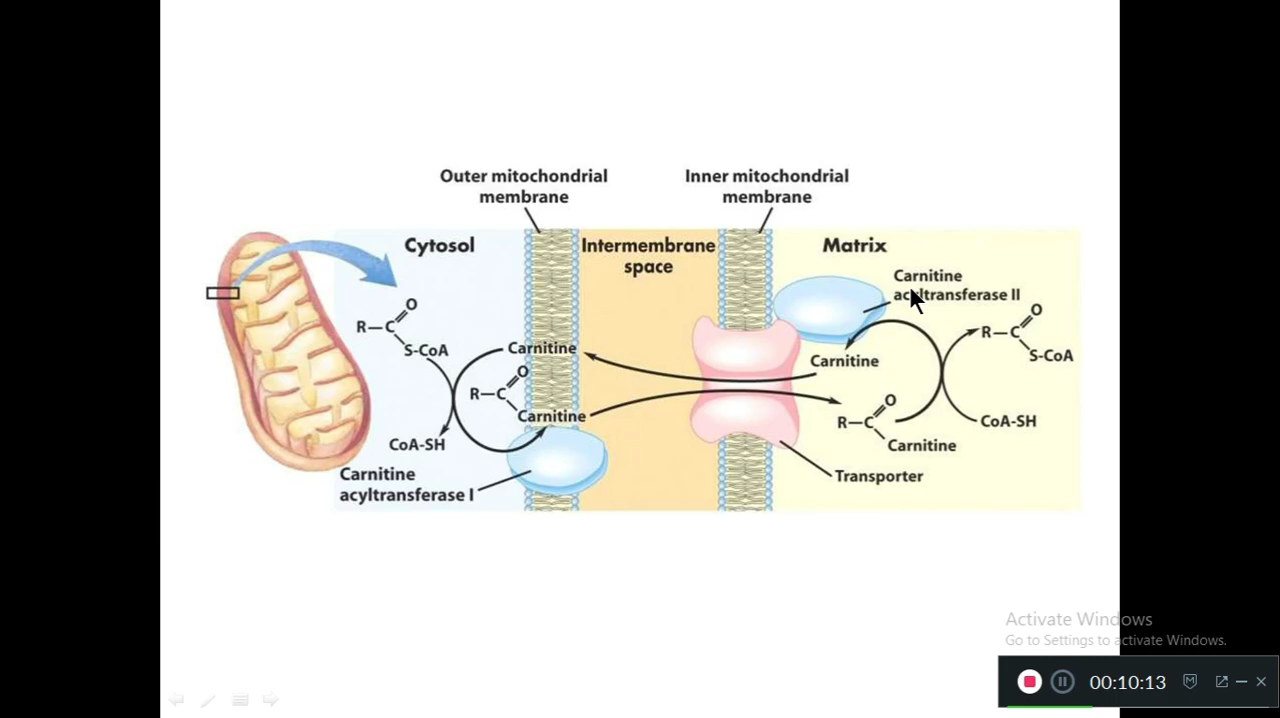 Outer mitochondrial
membrane
Inner mitochondrial
membrane
Cytosol
Intermembrane
space
Matrix
Carnitine
acyltransferase II
R—C
O
S-CoA
Carnitine
R—C
O
Carnitine
CoA-SH
Carnitine
acyltransferase I
Carnitine
R—C
O
Carnitine
R—C
O
S-CoA
CoA-SH
Transporter
Activate Windows
Go to Settings to activate Windows.
00:10:13